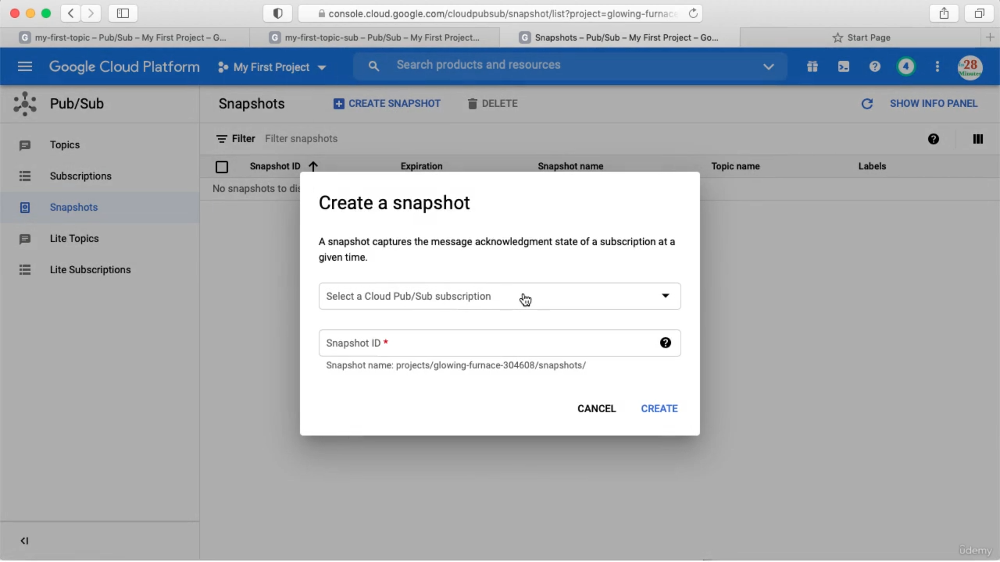 console.cloud.google.com/cloudpubsub/snapshot/list?project=glowing-furnace
G my-first-topic – Pub/Sub – My First Project – G...
G my-first-topic-sub – Pub/Sub – My First Project...
G Snapshots – Pub/Sub – My First Project – Go...
Start Page
Google Cloud Platform
My First Project
Search products and resources
4
in 28 Minutes
Pub/Sub
Snapshots
CREATE SNAPSHOT
DELETE
SHOW INFO PANEL
Topics
Subscriptions
Snapshots
Lite Topics
Lite Subscriptions
Filter Filter snapshots
Snapshot ID
Expiration
Snapshot name
Topic name
Labels
No snapshots to dis
Create a snapshot
A snapshot captures the message acknowledgment state of a subscription at a
given time.
Select a Cloud Pub/Sub subscription
Snapshot ID *
Snapshot name: projects/glowing-furnace-304608/snapshots/
CANCEL
CREATE
ûdemy